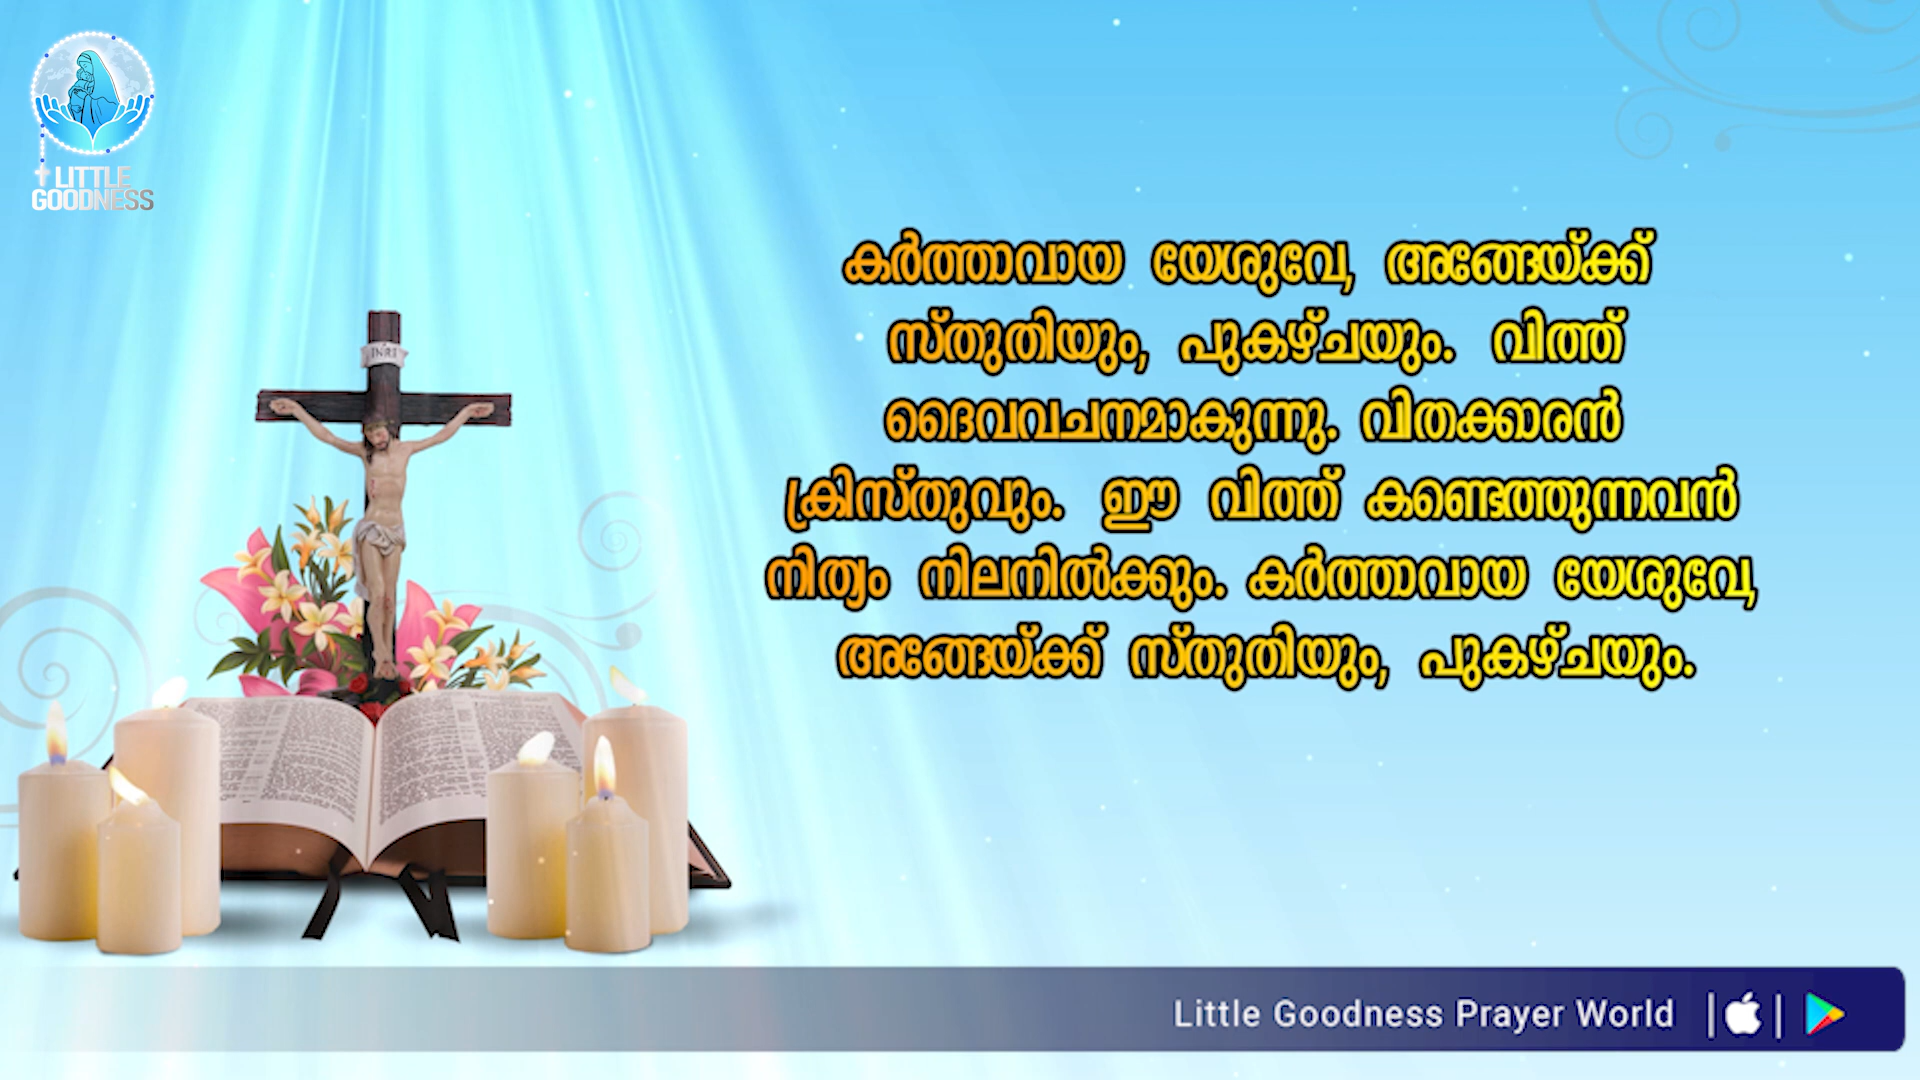 LITTLE
GOODNESS
INRI
കർത്താവായ യേശുവേ, അങ്ങേയ്ക്ക്
സ്തുതിയും, പുകഴ്ചയും. വിത്ത്
ദൈവവചനമാകുന്നു. വിതക്കാരൻ
ക്രിസ്തുവും. ഈ വിത്ത് കണ്ടെത്തുന്നവൻ
നിത്യം നിലനിൽക്കും. കർത്താവായ യേശുവേ,
അങ്ങേയ്ക്ക് സ്തുതിയും, പുകഴ്ചയും.
Little Goodness Prayer World